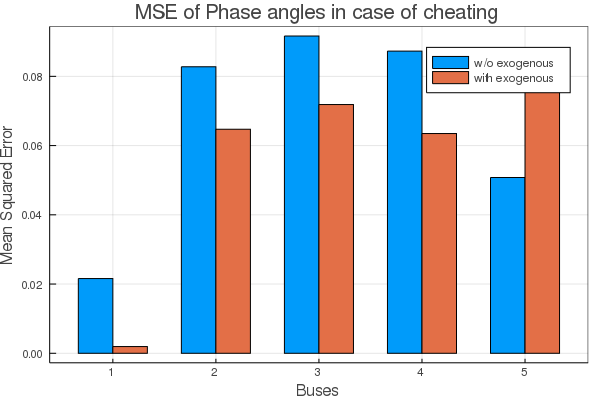 MSE of Phase angles in case of cheating
w/o exogenous
with exogenous
Mean Squared Error
0.08
0.06
0.04
0.02
0.00
1 2 3 4 5
Buses